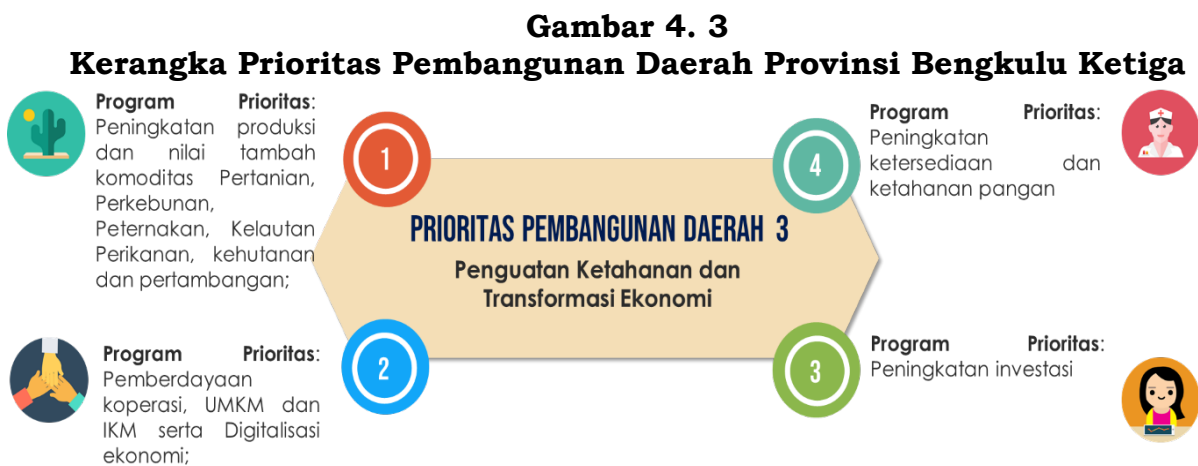 Gambar 4. 3
Kerangka Prioritas Pembangunan Daerah Provinsi Bengkulu Ketiga
Program Prioritas:
Peningkatan produksi
dan nilai tambah
komoditas Pertanian,
Perkebunan,
Peternakan, Kelautan
Perikanan, kehutanan
dan pertambangan;
1
Program Prioritas:
Pemberdayaan
koperasi, UMKM dan
IKM serta Digitalisasi
ekonomi;
2
PRIORITAS PEMBANGUNAN DAERAH 3
Penguatan Ketahanan dan
Transformasi Ekonomi
4
Program Prioritas:
Peningkatan
ketersediaan dan
ketahanan pangan
3
Program Prioritas:
Peningkatan investasi